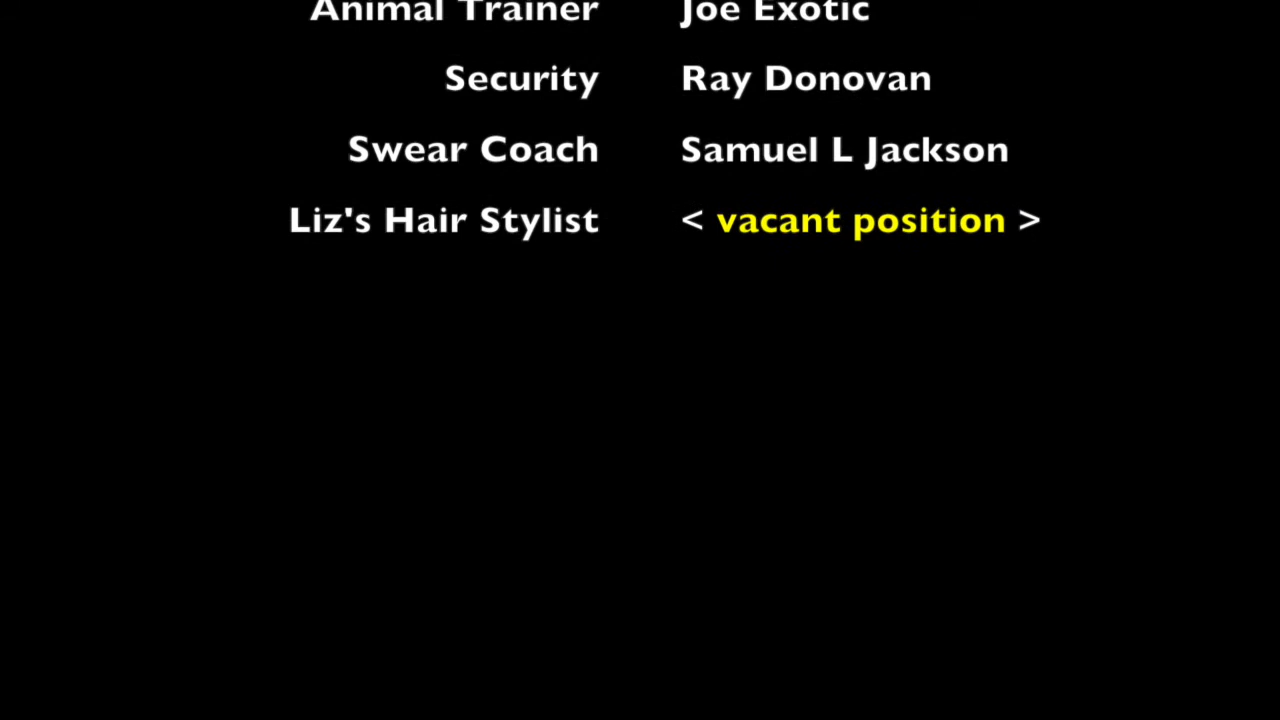 Animal Trainer Joe Exotic
Security Ray Donovan
Swear Coach Samuel L Jackson
Liz's Hair Stylist < vacant position >